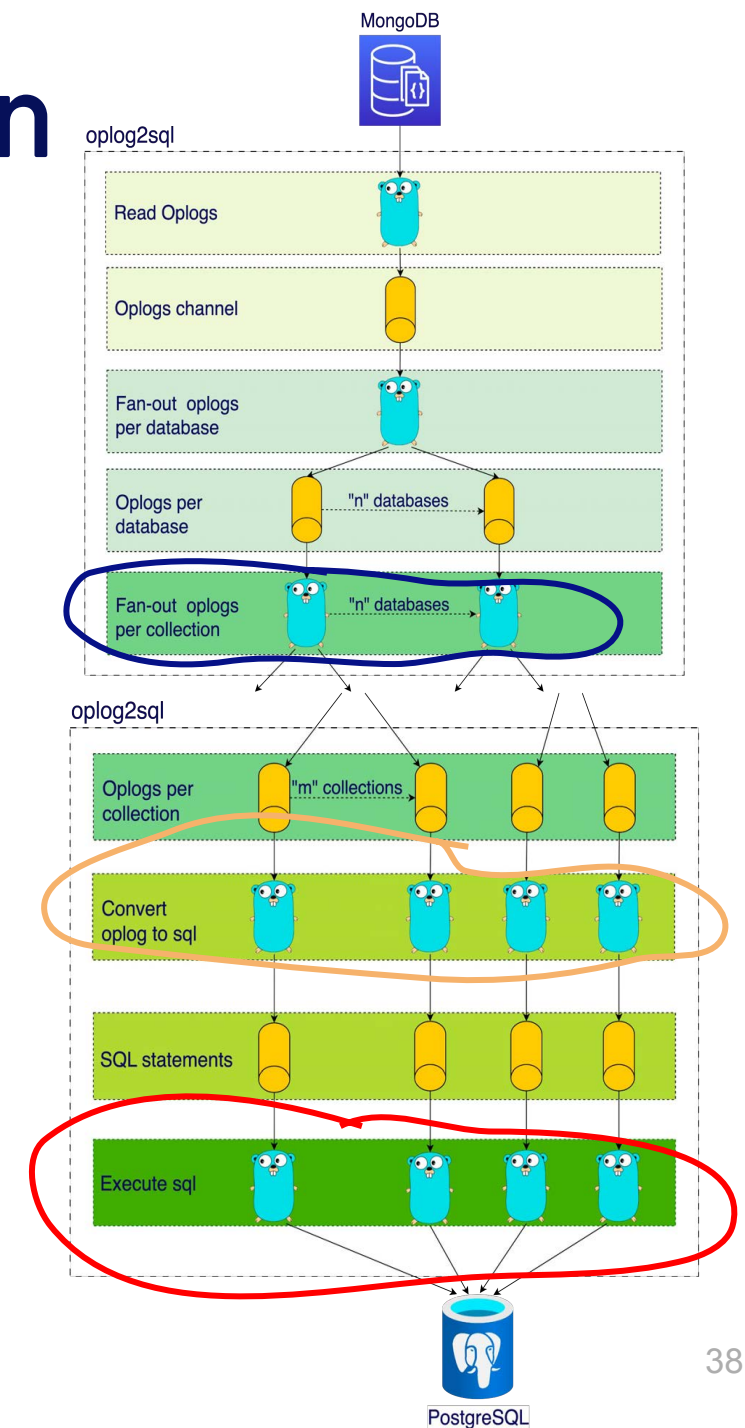 MongoDB
n
oplog2sql
Read Oplogs
Oplogs channel
Fan-out oplogs
per database
Oplogs per
database
"n" databases
Fan-out oplogs
per collection
"n" databases
oplog2sql
Oplogs per
collection
"m" collections
Convert
oplog to sql
SQL statements
Execute sql
38
PostgreSQL